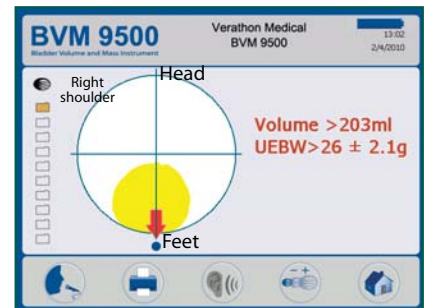 BVM 9500
Bladder Volume and Mass Instrument
Verathon Medical
BVM 9500
13:02
2/4/2010
Right
shoulder
Head
Volume >203ml
UEBW>26 ± 2.1g
Feet